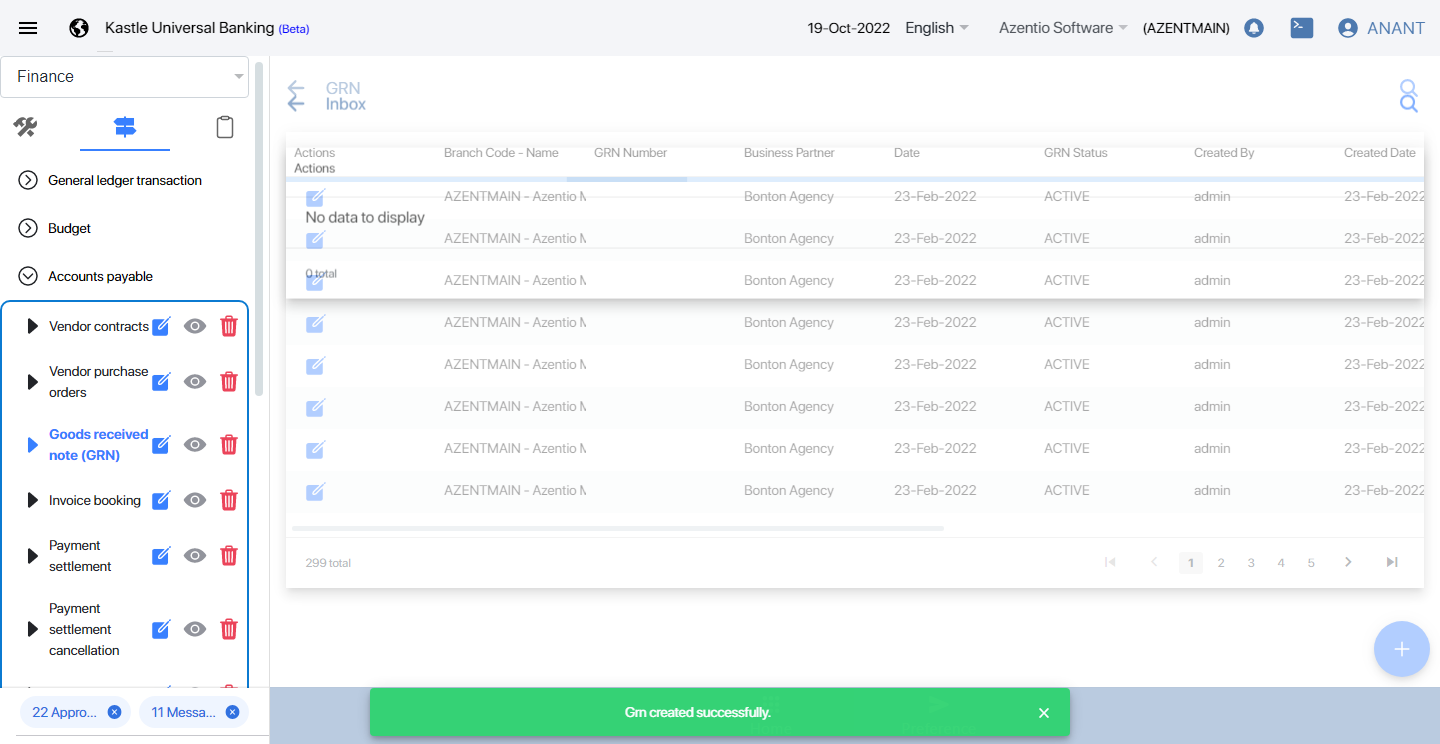 Kastle Universal Banking (Beta)
19-Oct-2022 English Azentio Software (AZENTMAIN) ANANT
Finance
General ledger transaction
Budget
Accounts payable
Vendor contracts
Vendor purchase
orders
Goods received
note (GRN)
Invoice booking
Payment
settlement
Payment
settlement
cancellation
22 Appro... 11 Messa...
GRN
Inbox
Actions Branch Code - Name GRN Number Business Partner Date GRN Status Created By Created Date
Actions
AZENTMAIN - Azentio M Bonton Agency 23-Feb-2022 ACTIVE admin 23-Feb-2022
No data to display
AZENTMAIN - Azentio M Bonton Agency 23-Feb-2022 ACTIVE admin 23-Feb-2022
0 total
AZENTMAIN - Azentio M Bonton Agency 23-Feb-2022 ACTIVE admin 23-Feb-2022
AZENTMAIN - Azentio M Bonton Agency 23-Feb-2022 ACTIVE admin 23-Feb-2022
AZENTMAIN - Azentio M Bonton Agency 23-Feb-2022 ACTIVE admin 23-Feb-2022
AZENTMAIN - Azentio M Bonton Agency 23-Feb-2022 ACTIVE admin 23-Feb-2022
AZENTMAIN - Azentio M Bonton Agency 23-Feb-2022 ACTIVE admin 23-Feb-2022
AZENTMAIN - Azentio M Bonton Agency 23-Feb-2022 ACTIVE admin 23-Feb-2022
299 total 1 2 3 4 5
Grn created successfully.